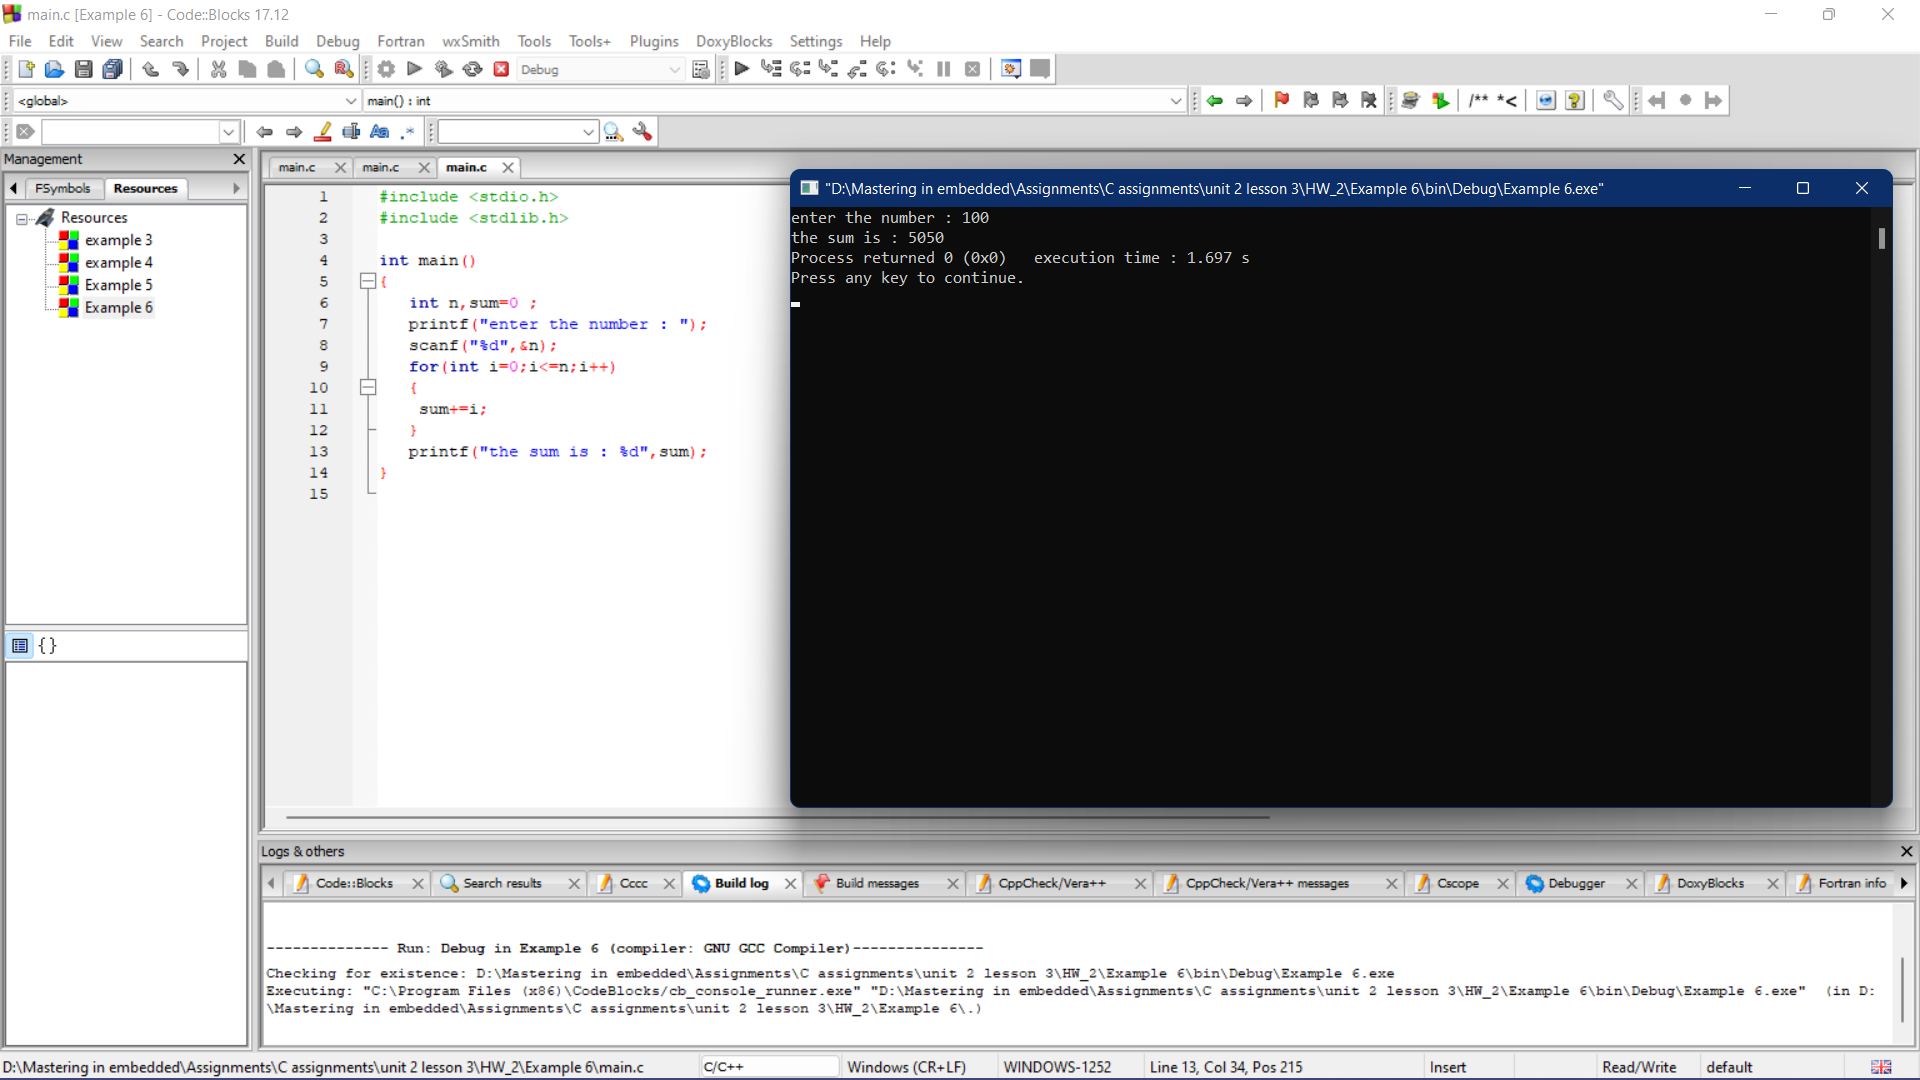 main.c [Example 6] - Code::Blocks 17.12
File Edit View Search Project Build Debug Fortran wxSmith Tools Tools+ Plugins DoxyBlocks Settings Help
Debug
<global> main() : int
/** *<
Aa .*
Management
FSymbols Resources
Resources
example 3
example 4
Example 5
Example 6
{}
main.c main.c main.c
1 #include <stdio.h>
2 #include <stdlib.h>
3
4 int main()
5 {
6 int n,sum=0 ;
7 printf("enter the number : ");
8 scanf("%d",&n);
9 for(int i=0;i<=n;i++)
10 {
11 sum+=i;
12 }
13 printf("the sum is : %d",sum);
14 }
15
"D:\Mastering in embedded\Assignments\C assignments\unit 2 lesson 3\HW_2\Example 6\bin\Debug\Example 6.exe"
enter the number : 100
the sum is : 5050
Process returned 0 (0x0) execution time : 1.697 s
Press any key to continue.
Logs & others
Code::Blocks Search results Cccc Build log Build messages CppCheck/Vera++ CppCheck/Vera++ messages Cscope Debugger DoxyBlocks Fortran info
-------------- Run: Debug in Example 6 (compiler: GNU GCC Compiler)---------------
Checking for existence: D:\Mastering in embedded\Assignments\C assignments\unit 2 lesson 3\HW_2\Example 6\bin\Debug\Example 6.exe
Executing: "C:\Program Files (x86)\CodeBlocks/cb_console_runner.exe" "D:\Mastering in embedded\Assignments\C assignments\unit 2 lesson 3\HW_2\Example 6\bin\Debug\Example 6.exe" (in D:
\Mastering in embedded\Assignments\C assignments\unit 2 lesson 3\HW_2\Example 6\.)
D:\Mastering in embedded\Assignments\C assignments\unit 2 lesson 3\HW_2\Example 6\main.c C/C++ Windows (CR+LF) WINDOWS-1252 Line 13, Col 34, Pos 215 Insert Read/Write default